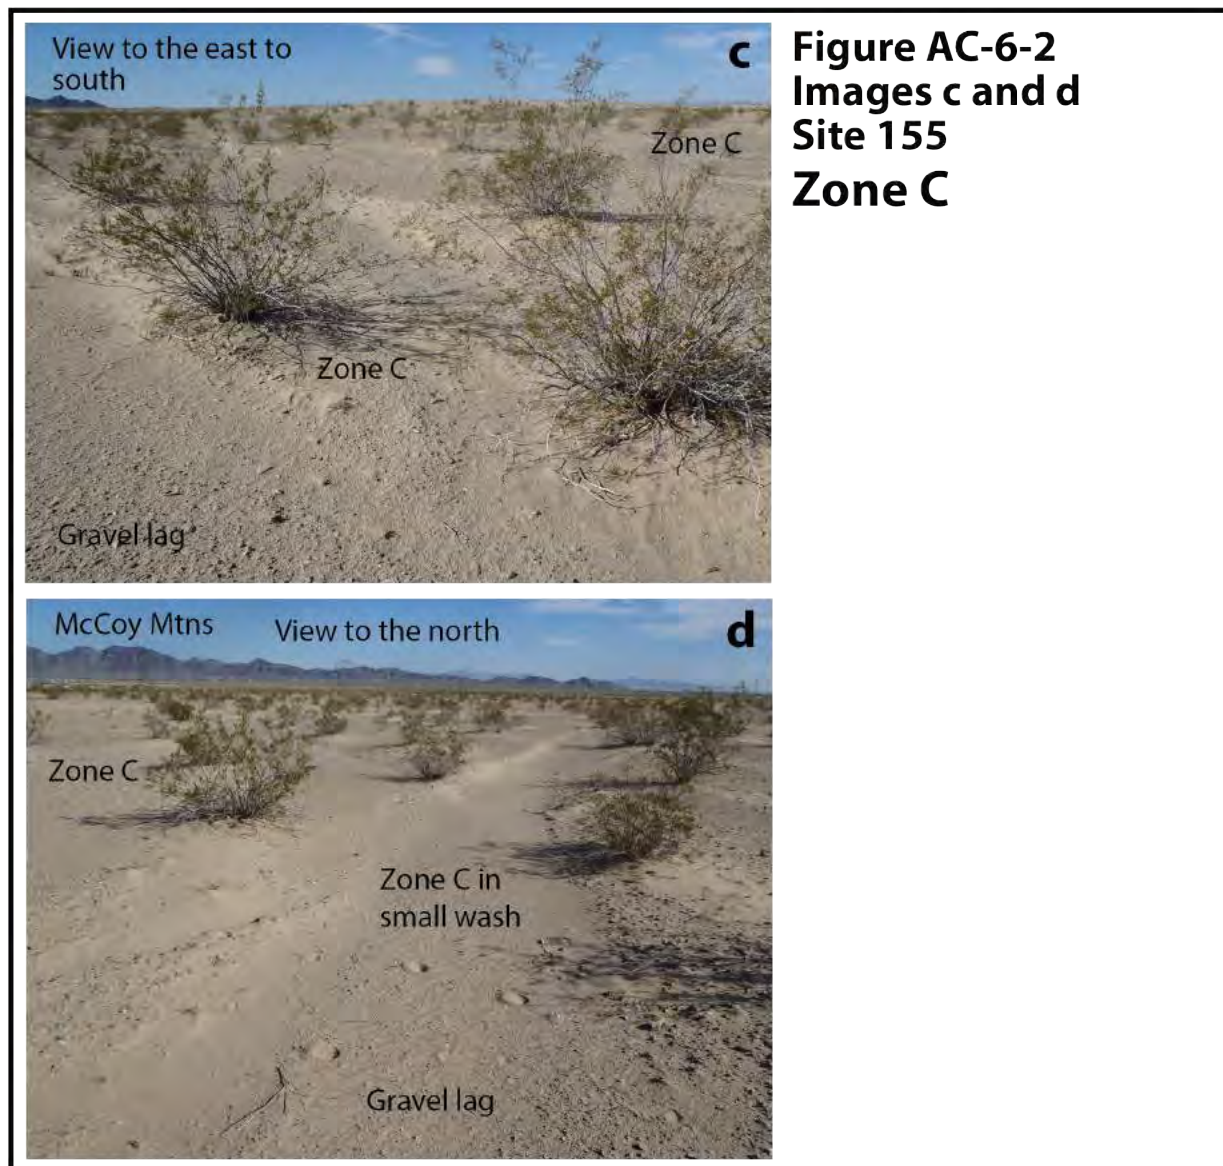 View to the east to
south
c
Zone C
Zone C
Gravel lag
Figure AC-6-2
Images c and d
Site 155
Zone C
McCoy Mtns
View to the north
d
Zone C
Zone C in
small wash
Gravel lag